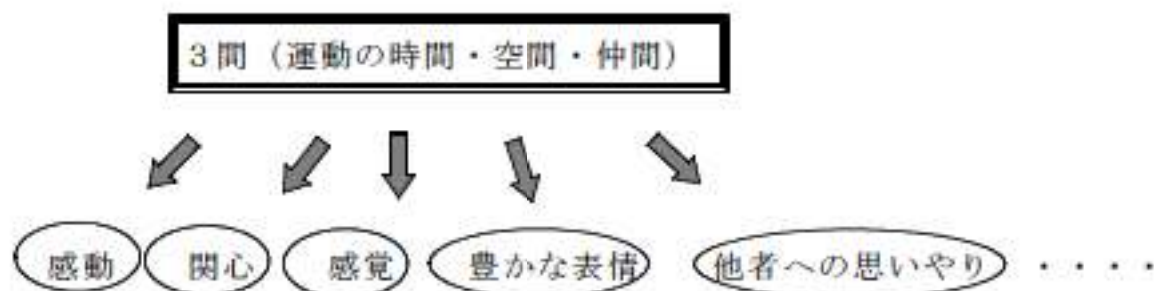 3間（運動の時間・空間・仲間）
感動 関心 感覚 豊かな表情 他者への思いやり ・・・・